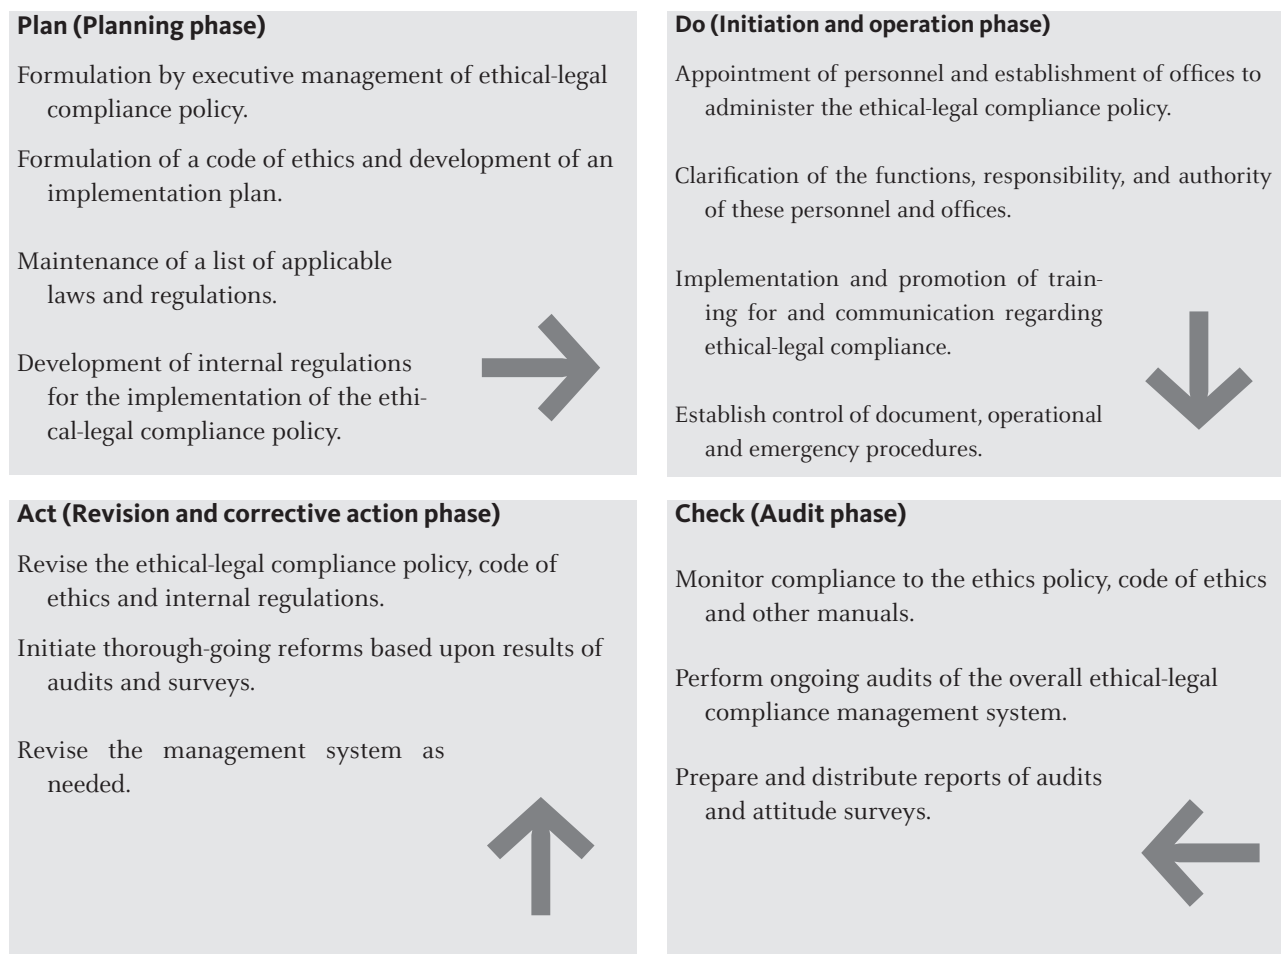 Plan (Planning phase)
Formulation by executive management of ethical-legal
compliance policy.
Formulation of a code of ethics and development of an
implementation plan.
Maintenance of a list of applicable
laws and regulations.
Development of internal regulations
for the implementation of the ethi-
cal-legal compliance policy.
Do (Initiation and operation phase)
Appointment of personnel and establishment of offices to
administer the ethical-legal compliance policy.
Clarification of the functions, responsibility, and authority
of these personnel and offices.
Implementation and promotion of train-
ing for and communication regarding
ethical-legal compliance.
Establish control of document, operational
and emergency procedures.
Act (Revision and corrective action phase)
Revise the ethical-legal compliance policy, code of
ethics and internal regulations.
Initiate thorough-going reforms based upon results of
audits and surveys.
Revise the management system as
needed.
Check (Audit phase)
Monitor compliance to the ethics policy, code of ethics
and other manuals.
Perform ongoing audits of the overall ethical-legal
compliance management system.
Prepare and distribute reports of audits
and attitude surveys.